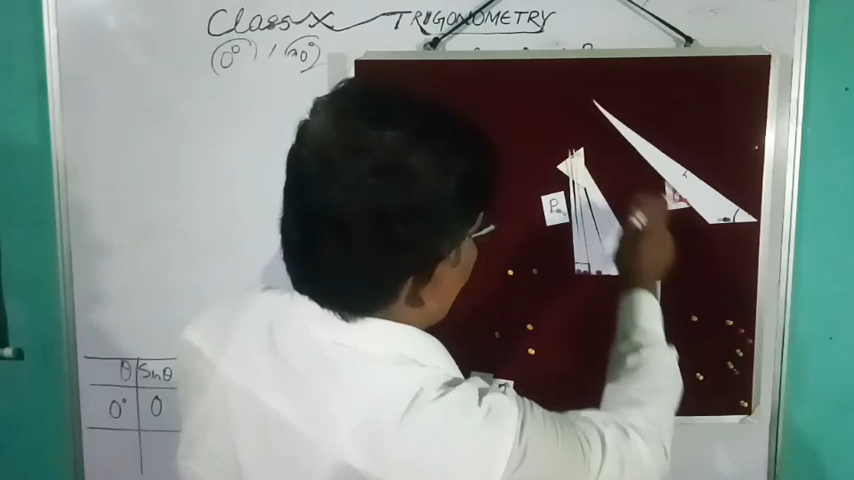 Class X TRIGONOMETRY
(0°) / (90°)
P
θ sinθ
0° 0